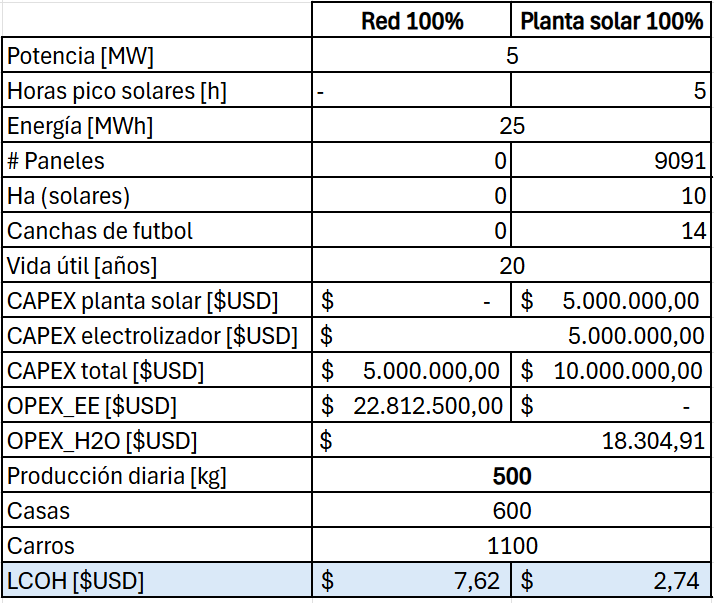 Red 100% Planta solar 100%
Potencia [MW] 5
Horas pico solares [h] - 5
Energía [MWh] 25
# Paneles 0 9091
Ha (solares) 0 10
Canchas de futbol 0 14
Vida útil [años] 20
CAPEX planta solar [$USD] $ - $ 5.000.000,00
CAPEX electrolizador [$USD] $ 5.000.000,00
CAPEX total [$USD] $ 5.000.000,00 $ 10.000.000,00
OPEX_EE [$USD] $ 22.812.500,00 $ -
OPEX_H2O [$USD] $ 18.304,91
Producción diaria [kg] 500
Casas 600
Carros 1100
LCOH [$USD] $ 7,62 $ 2,74